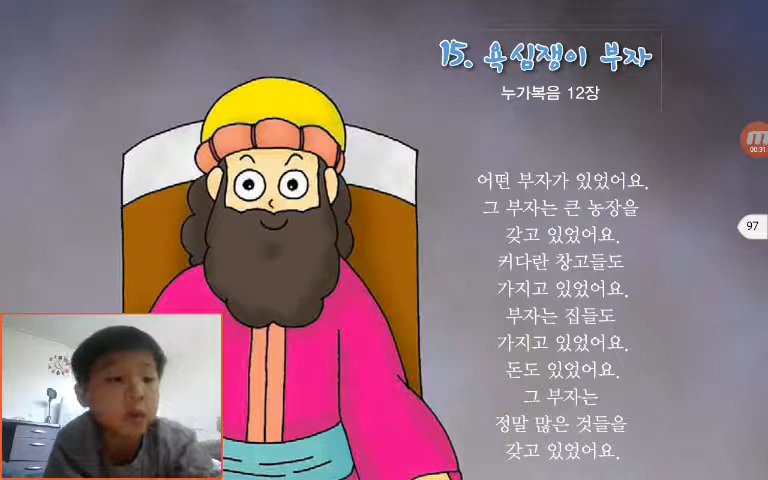 15. 욕심쟁이 부자
누가복음 12장
어떤 부자가 있었어요.
그 부자는 큰 농장을
갖고 있었어요.
커다란 창고들도
가지고 있었어요.
부자는 집들도
가지고 있었어요.
돈도 있었어요.
그 부자는
정말 많은 것들을
갖고 있었어요.
00:31
97